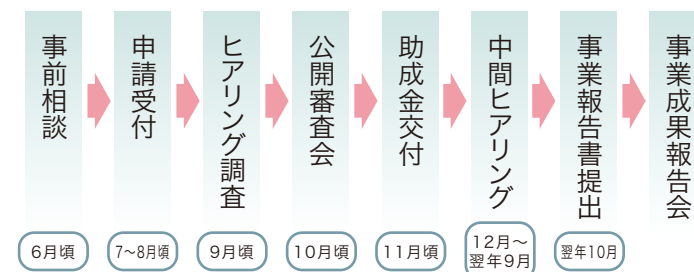 事前相談
申請受付
ヒアリング調査
公開審査会
助成金交付
中間ヒアリング
事業報告書提出
事業成果報告会
6月頃
7～8月頃
9月頃
10月頃
11月頃
12月～
翌年9月
翌年10月